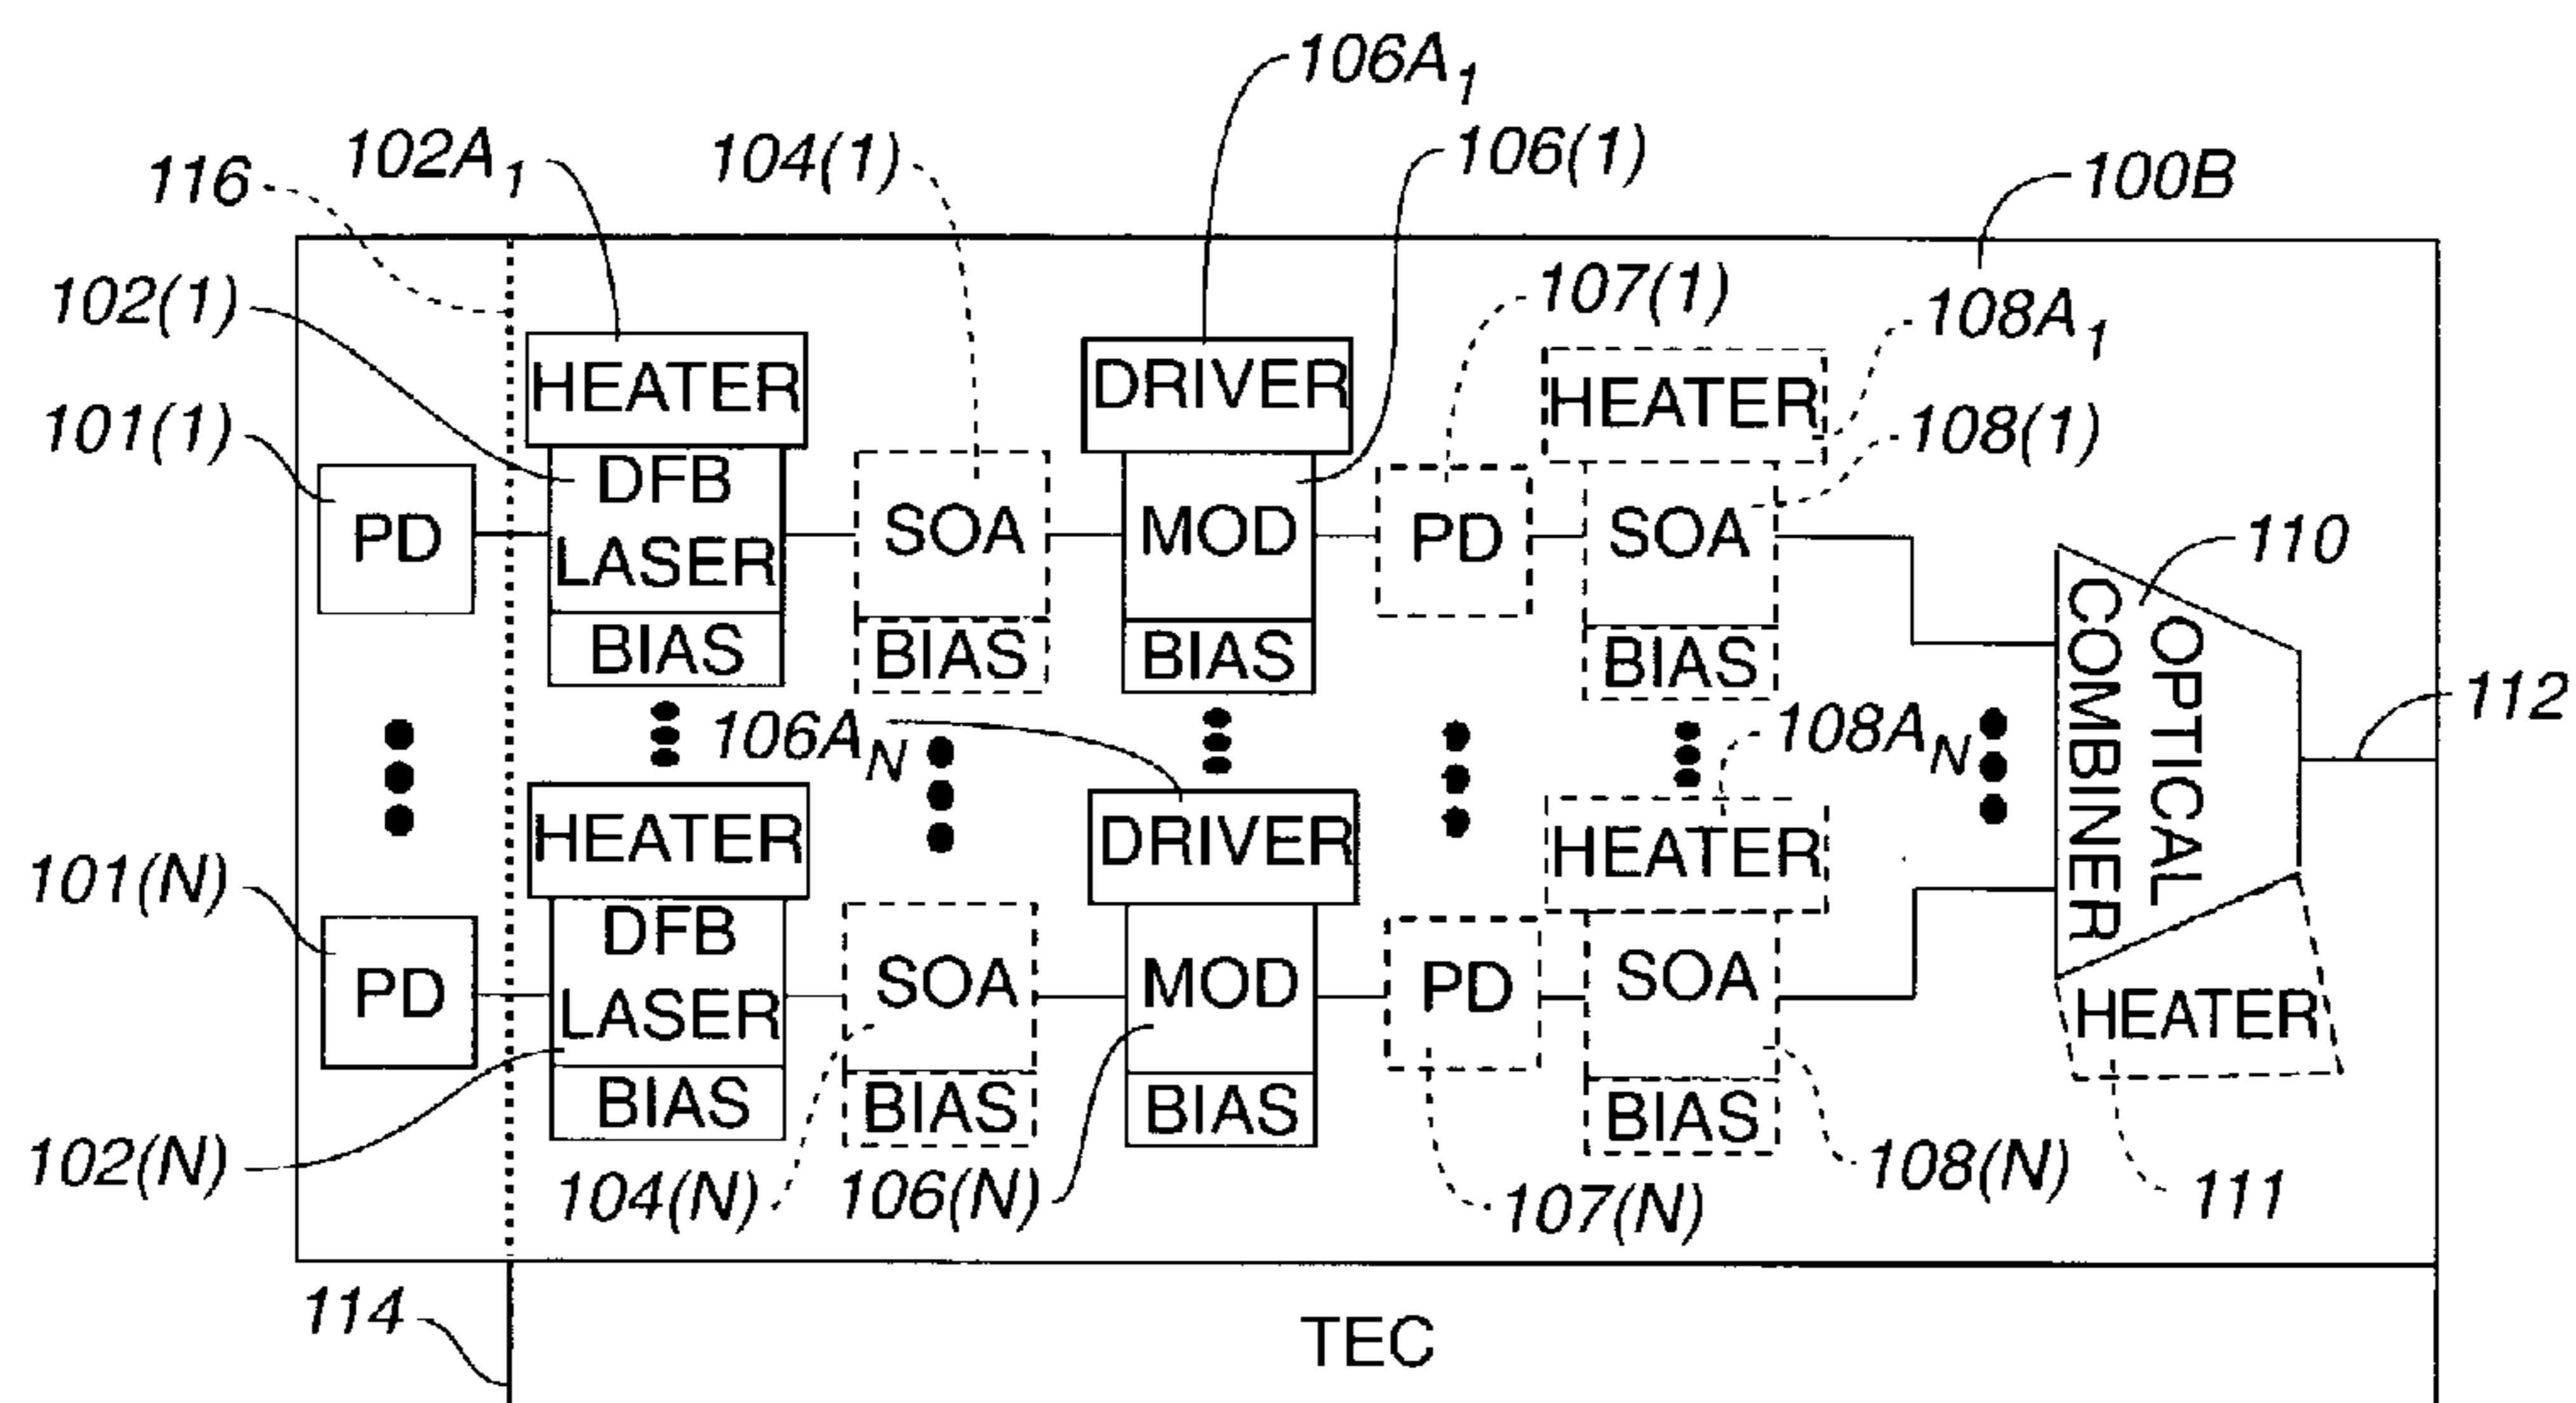 106A1
102A1
104(1)
106(1)
116
100B
102(1)
107(1)
108A1
HEATER
DRIVER
HEATER
101(1)
108(1)
PD
DFB
LASER
SOA
MOD
PD
SOA
110
BIAS
BIAS
BIAS
BIAS
OPTICAL
COMBINER
112
106AN
108AN
HEATER
DRIVER
HEATER
101(N)
PD
DFB
LASER
SOA
MOD
PD
SOA
HEATER
BIAS
BIAS
BIAS
BIAS
102(N)
104(N)
106(N)
107(N)
108(N)
111
114
TEC